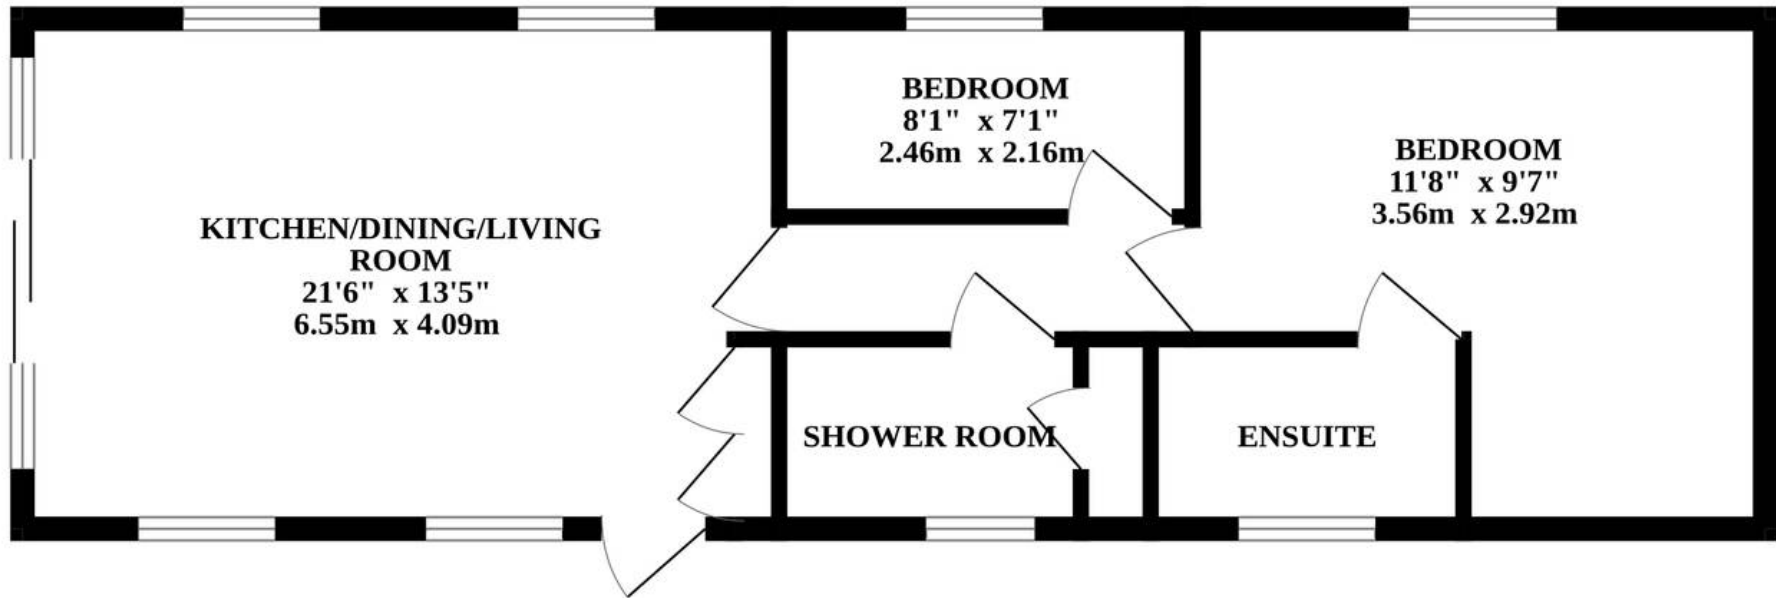 KITCHEN/DINING/LIVING
ROOM
21'6" x 13'5"
6.55m x 4.09m
BEDROOM
8'1" x 7'1"
2.46m x 2.16m
BEDROOM
11'8" x 9'7"
3.56m x 2.92m
SHOWER ROOM
ENSUITE